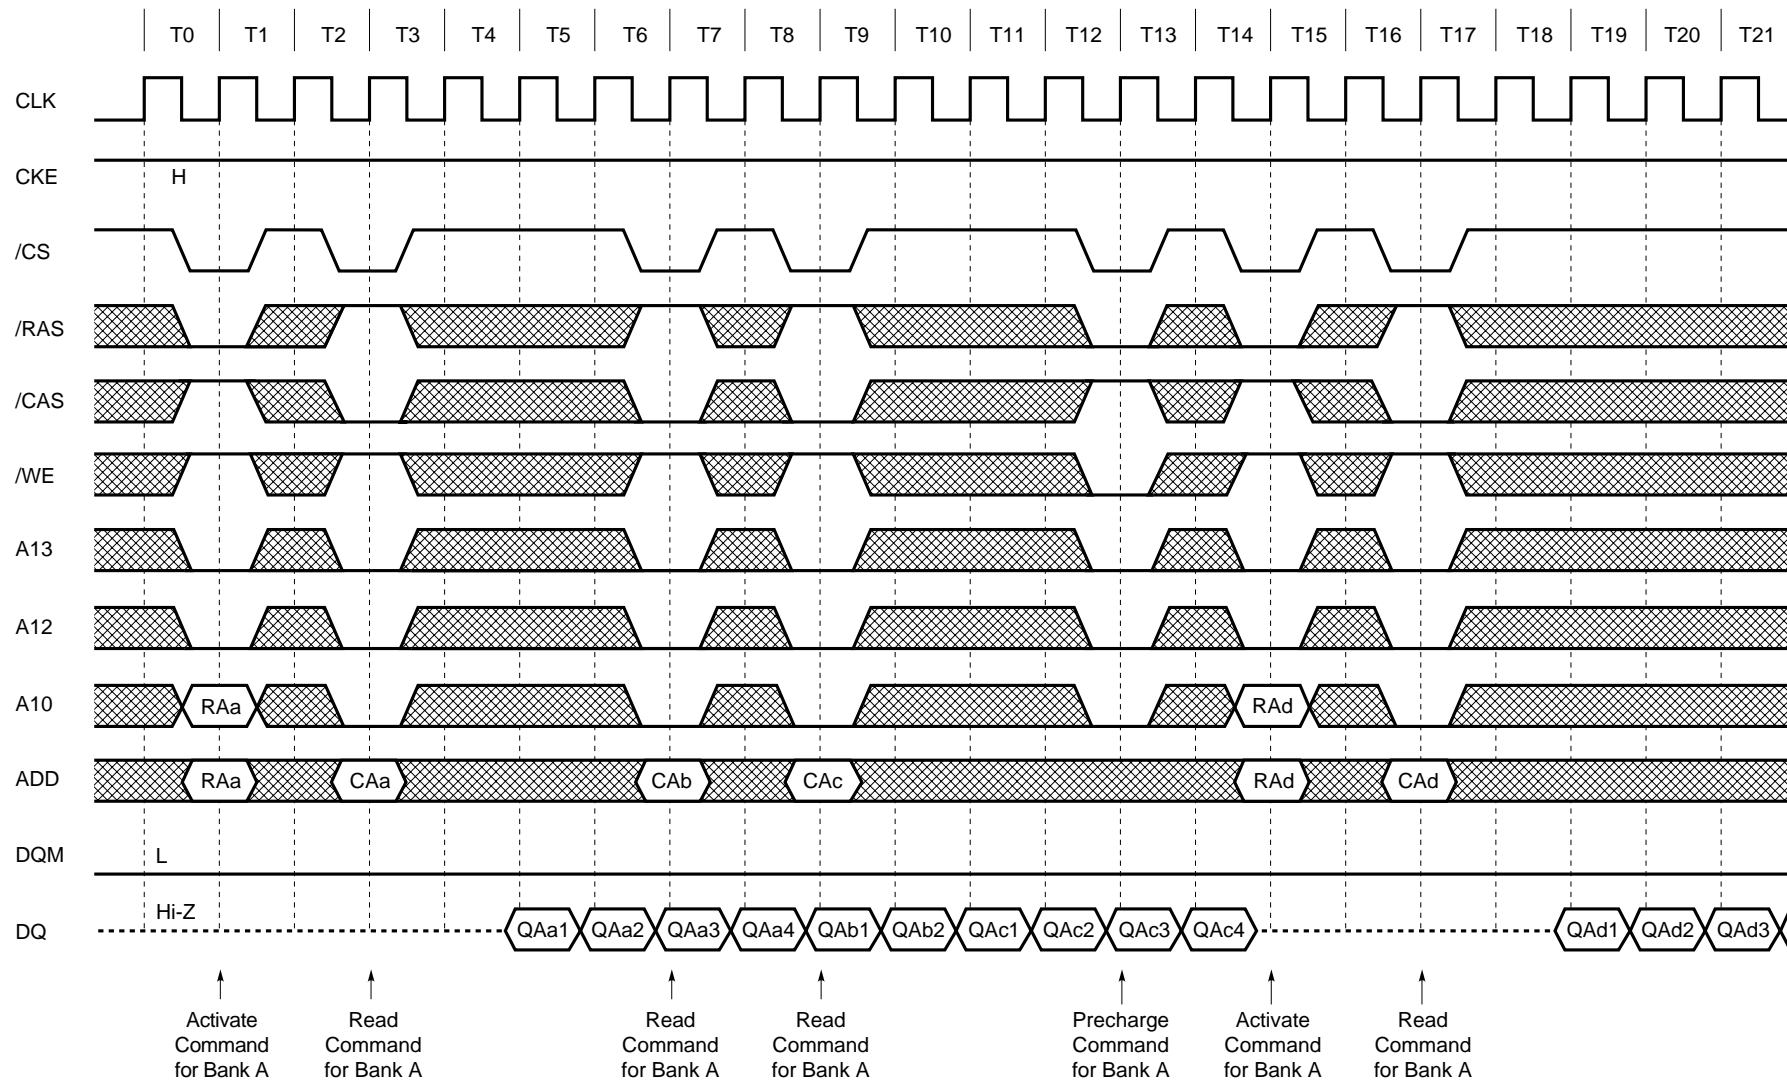 T0 T1 T2 T3 T4 T5 T6 T7 T8 T9 T10 T11 T12 T13 T14 T15 T16 T17 T18 T19 T20 T21
CLK
CKE H
/CS
/RAS
/CAS
/WE
A13
A12
A10 RAa RAd
ADD RAa CAa CAb CAc RAd CAd
DQM L
Hi-Z
DQ QAa1 QAa2 QAa3 QAa4 QAb1 QAb2 QAc1 QAc2 QAc3 QAc4 QAd1 QAd2 QAd3
Activate Read Read Read Precharge Activate Read
Command Command Command Command Command Command Command
for Bank A for Bank A for Bank A for Bank A for Bank A for Bank A for Bank A